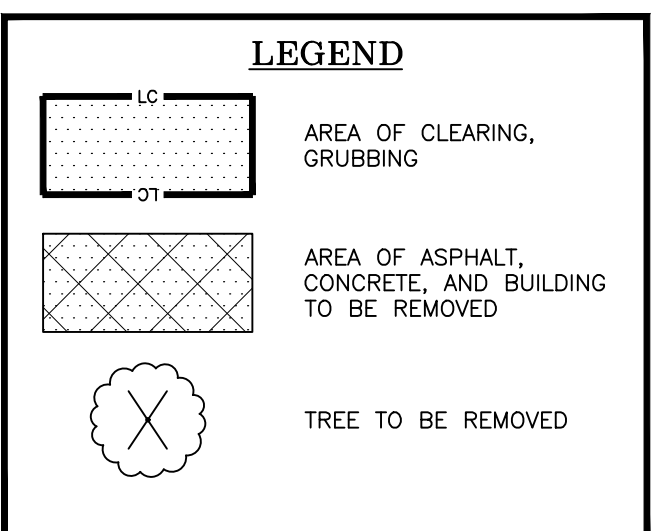 LEGEND
LC
AREA OF CLEARING,
GRUBBING
LC
AREA OF ASPHALT,
CONCRETE, AND BUILDING
TO BE REMOVED
TREE TO BE REMOVED